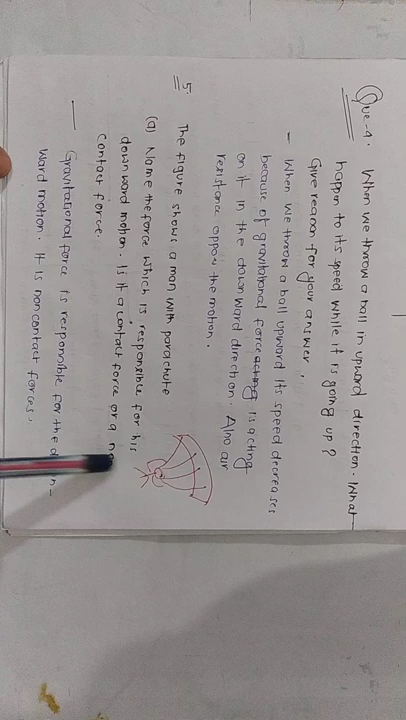 Que-4. When we throw a ball in upward direction. What
happen to its speed while it is going up?
Give reason for your answer.
- When we throw a ball upward its speed decreases
because of gravitational force acting is acting
on it in the downward direction. Also air
resistance oppose the motion.
5. The figure shows a man with parachute
(a) Name the force which is responsible for his
downward motion. Is it a contact force or a
contact force.
— Gravitational force is responsible for the
ward motion. It is non contact forces.